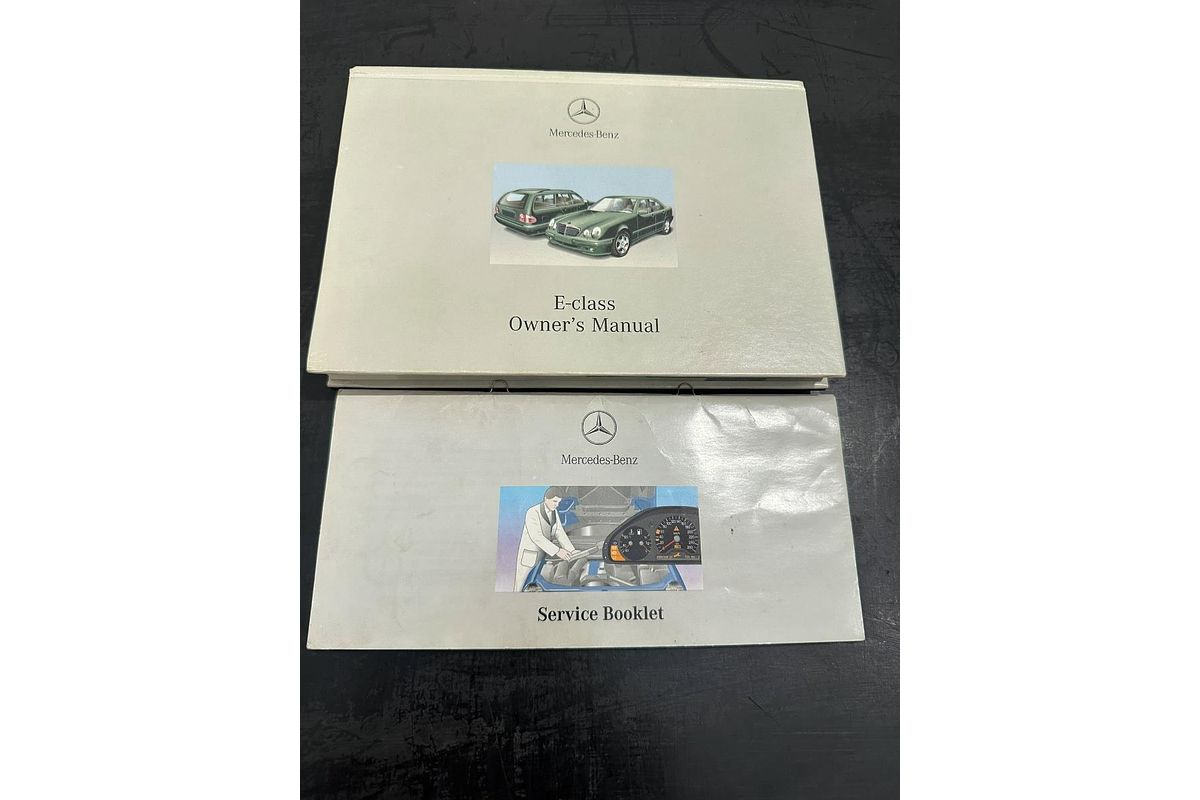 Mercedes-Benz
E-class
Owner's Manual
Mercedes-Benz
Service Booklet